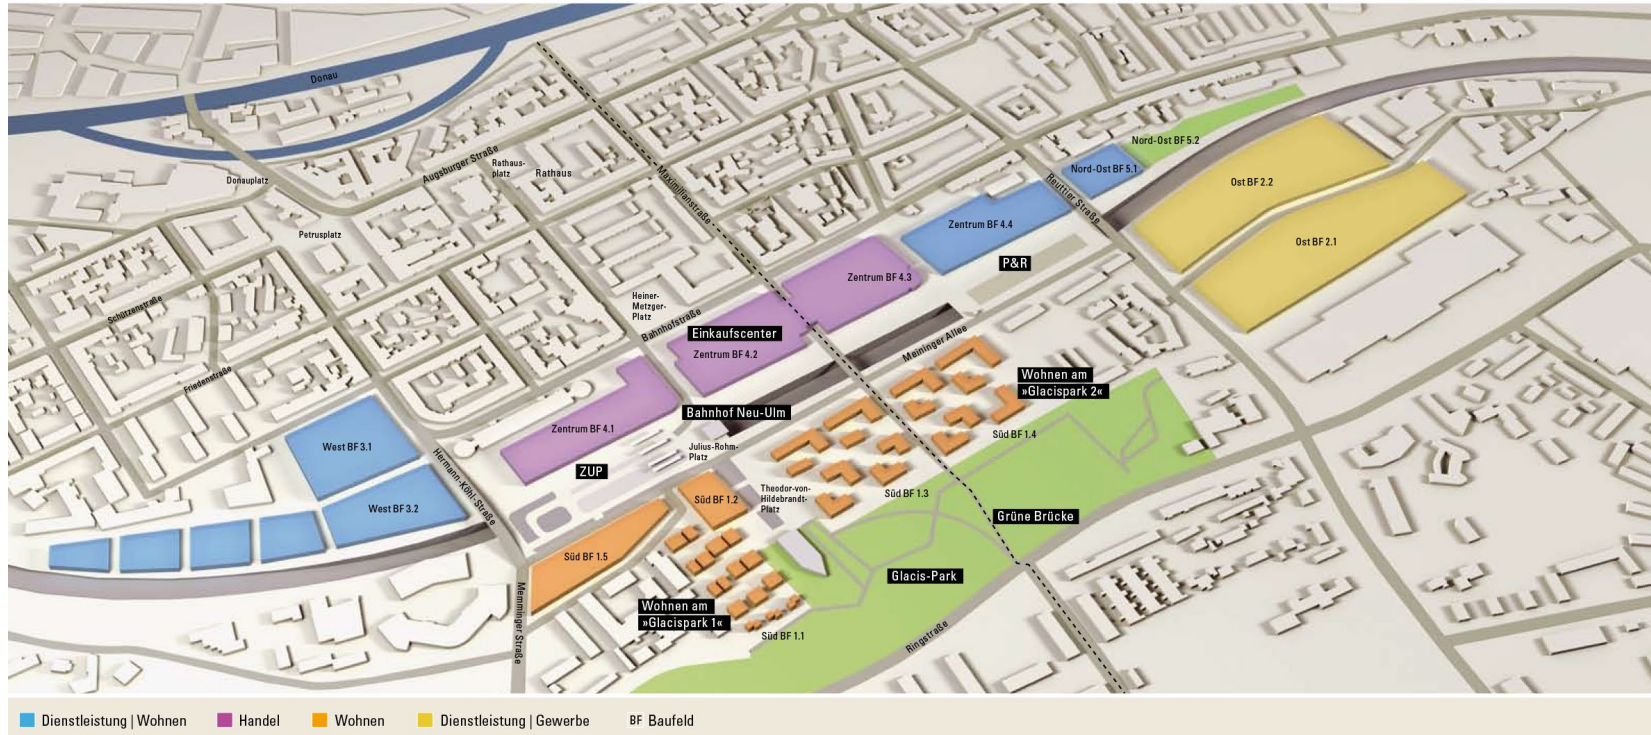 Donau
Nord-Ost BF 5.2
Augsburger Straße
Rathaus-
platz
Rathaus
Nord-Ost BF 5.1
Donauplatz
Maximilianstraße
Reuttier Straße
Ost BF 2.2
Petrusplatz
Zentrum BF 4.4
Ost BF 2.1
P&R
Zentrum BF 4.3
Schützenstraße
Heiner-
Metzger-
Platz
Bahnhofstraße
Einkaufscenter
Zentrum BF 4.2
Meininger Allee
Friedenstraße
Wohnen am
»Glacispark 2«
Bahnhof Neu-Ulm
Zentrum BF 4.1
Süd BF 1.4
West BF 3.1
Julius-Rohm-
Platz
ZUP
Hermann-Köhl-Straße
Süd BF 1.2
Theodor-von-
Hildebrandt-
Platz
Süd BF 1.3
West BF 3.2
Grüne Brücke
Süd BF 1.5
Glacis-Park
Memminger Straße
Wohnen am
»Glacispark 1«
Süd BF 1.1
Ringstraße
Dienstleistung | Wohnen
Handel
Wohnen
Dienstleistung | Gewerbe
BF Baufeld